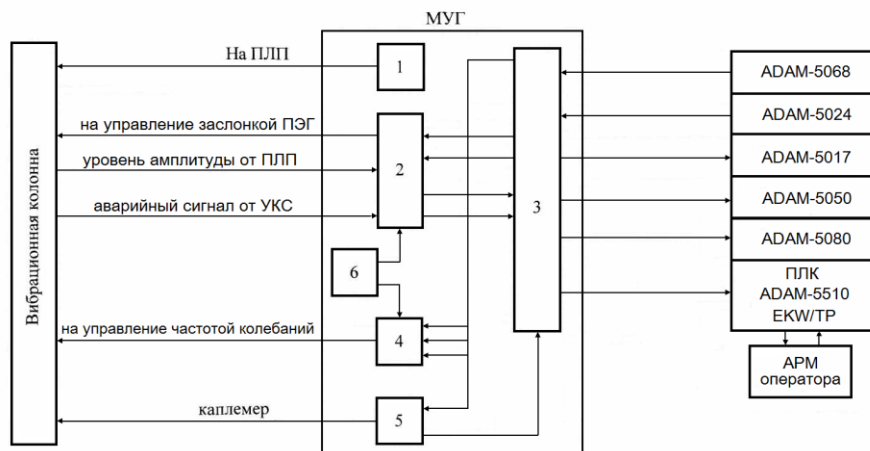 МУГ
На ПЛП
1
ADAM-5068
на управление заслонкой ПЭГ
ADAM-5024
уровень амплитуды от ПЛП
2
ADAM-5017
аварийный сигнал от УКС
3
ADAM-5050
ADAM-5080
6
ПЛК
ADAM-5510
EKW/TP
на управление частотой колебаний
4
АРМ
оператора
каплемер
5
Вибрационная колонна